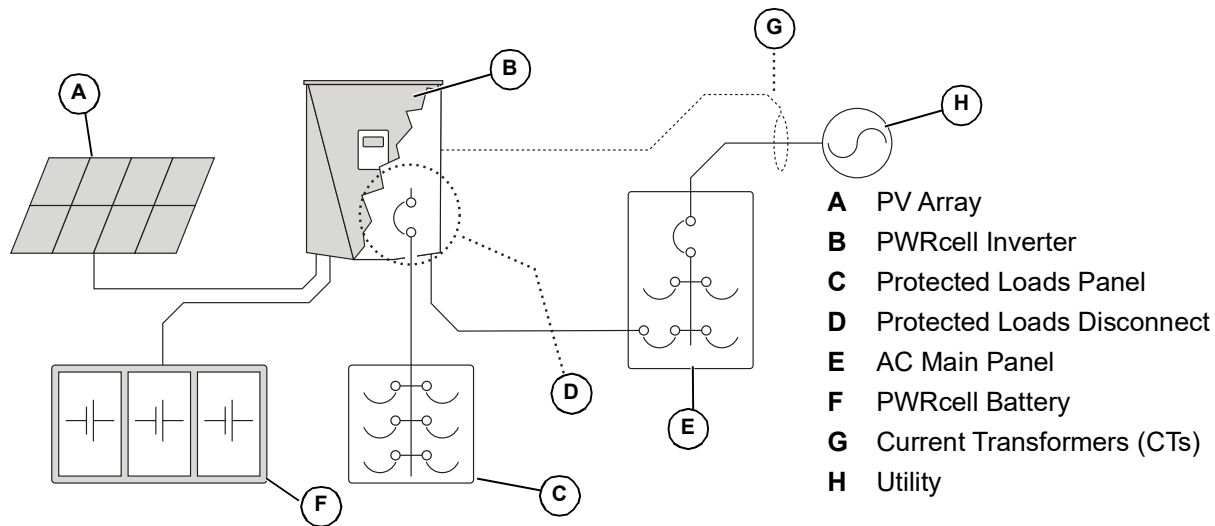 G
B
A
H
A PV Array
B PWRcell Inverter
C Protected Loads Panel
D Protected Loads Disconnect
E AC Main Panel
F PWRcell Battery
G Current Transformers (CTs)
H Utility
D
E
C
F